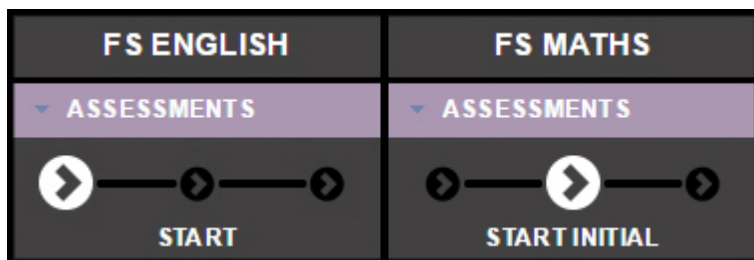 FS ENGLISH
FS MATHS
ASSESSMENTS
ASSESSMENTS
START
START INITIAL